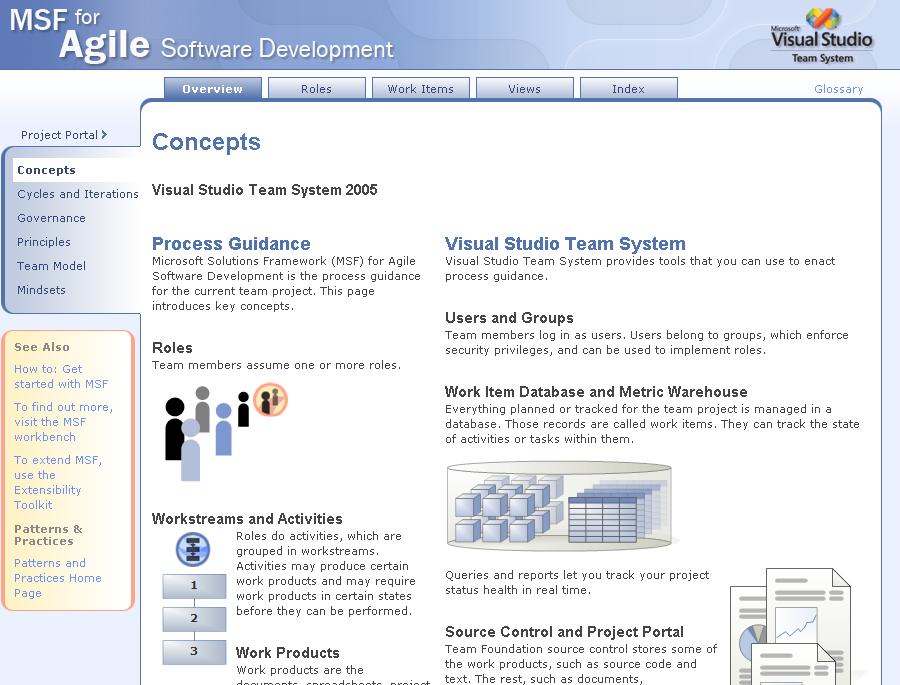 MSF for
Agile Software Development
Microsoft
Visual Studio
Team System
Overview
Roles
Work Items
Views
Index
Glossary
Project Portal
Concepts
Cycles and Iterations
Governance
Principles
Team Model
Mindsets
See Also
How to: Get
started with MSF
To find out more,
visit the MSF
workbench
To extend MSF,
use the
Extensibility
Toolkit
Patterns &
Practices
Patterns and
Practices Home
Page
Concepts
Visual Studio Team System 2005
Process Guidance
Microsoft Solutions Framework (MSF) for Agile
Software Development is the process guidance
for the current team project. This page
introduces key concepts.
Roles
Team members assume one or more roles.
Workstreams and Activities
Roles do activities, which are
grouped in workstreams.
Activities may produce certain
work products and may require
work products in certain states
before they can be performed.
1
2
3
Work Products
Work products are the
documents, spreadsheets, project
Visual Studio Team System
Visual Studio Team System provides tools that you can use to enact
process guidance.
Users and Groups
Team members log in as users. Users belong to groups, which enforce
security privileges, and can be used to implement roles.
Work Item Database and Metric Warehouse
Everything planned or tracked for the team project is managed in a
database. Those records are called work items. They can track the state
of activities or tasks within them.
Queries and reports let you track your project
status health in real time.
Source Control and Project Portal
Team Foundation source control stores some of
the work products, such as source code and
text. The rest, such as documents,